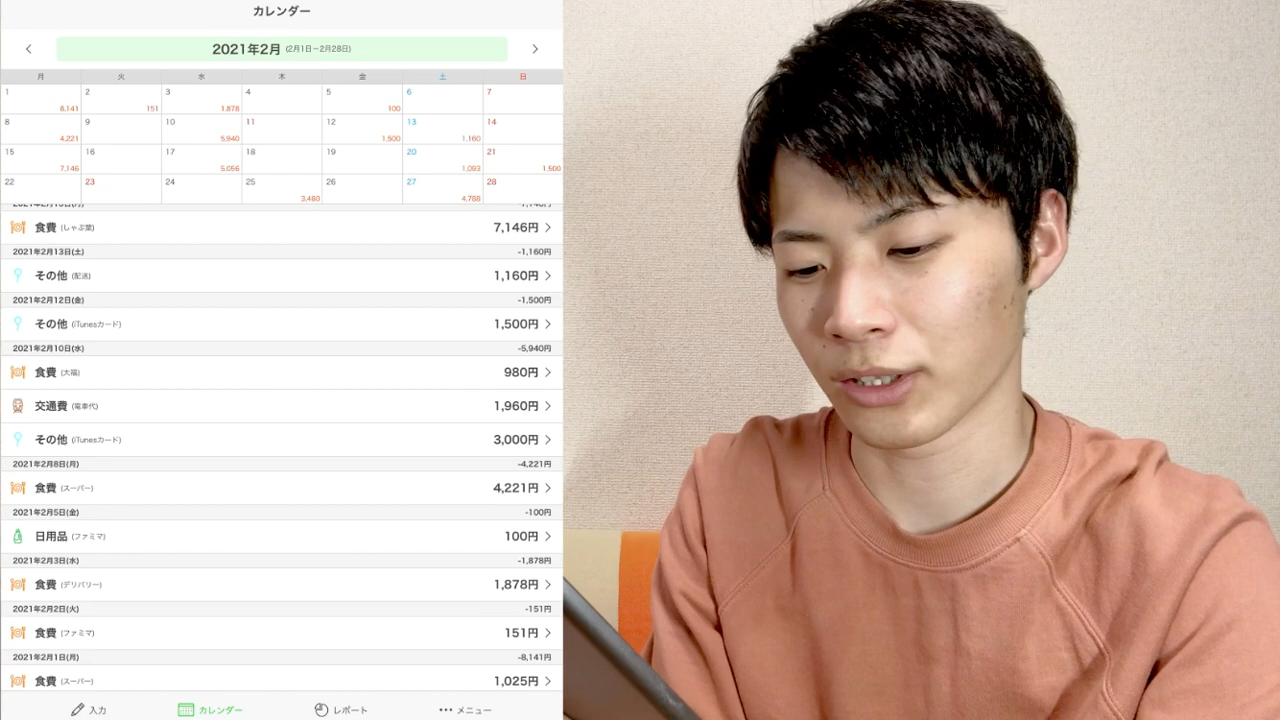 カレンダー
2021年2月 (2月1日～2月28日)
月 火 水 木 金 土 日
1 2 3 4 5 6 7
8,141 151 1,878 100
8 9 10 11 12 13 14
4,221 5,940 1,500 1,160
15 16 17 18 19 20 21
7,146 5,056 1,093 1,500
22 23 24 25 26 27 28
3,480 4,788
食費 (しゃぶ葉) 7,146円
2021年2月13日(土) -1,160円
その他 (配送) 1,160円
2021年2月12日(金) -1,500円
その他 (iTunesカード) 1,500円
2021年2月10日(水) -5,940円
食費 (大福) 980円
交通費 (電車代) 1,960円
その他 (iTunesカード) 3,000円
2021年2月8日(月) -4,221円
食費 (スーパー) 4,221円
2021年2月5日(金) -100円
日用品 (ファミマ) 100円
2021年2月3日(水) -1,878円
食費 (デリバリー) 1,878円
2021年2月2日(火) -151円
食費 (ファミマ) 151円
2021年2月1日(月) -8,141円
食費 (スーパー) 1,025円
入力 カレンダー レポート メニュー